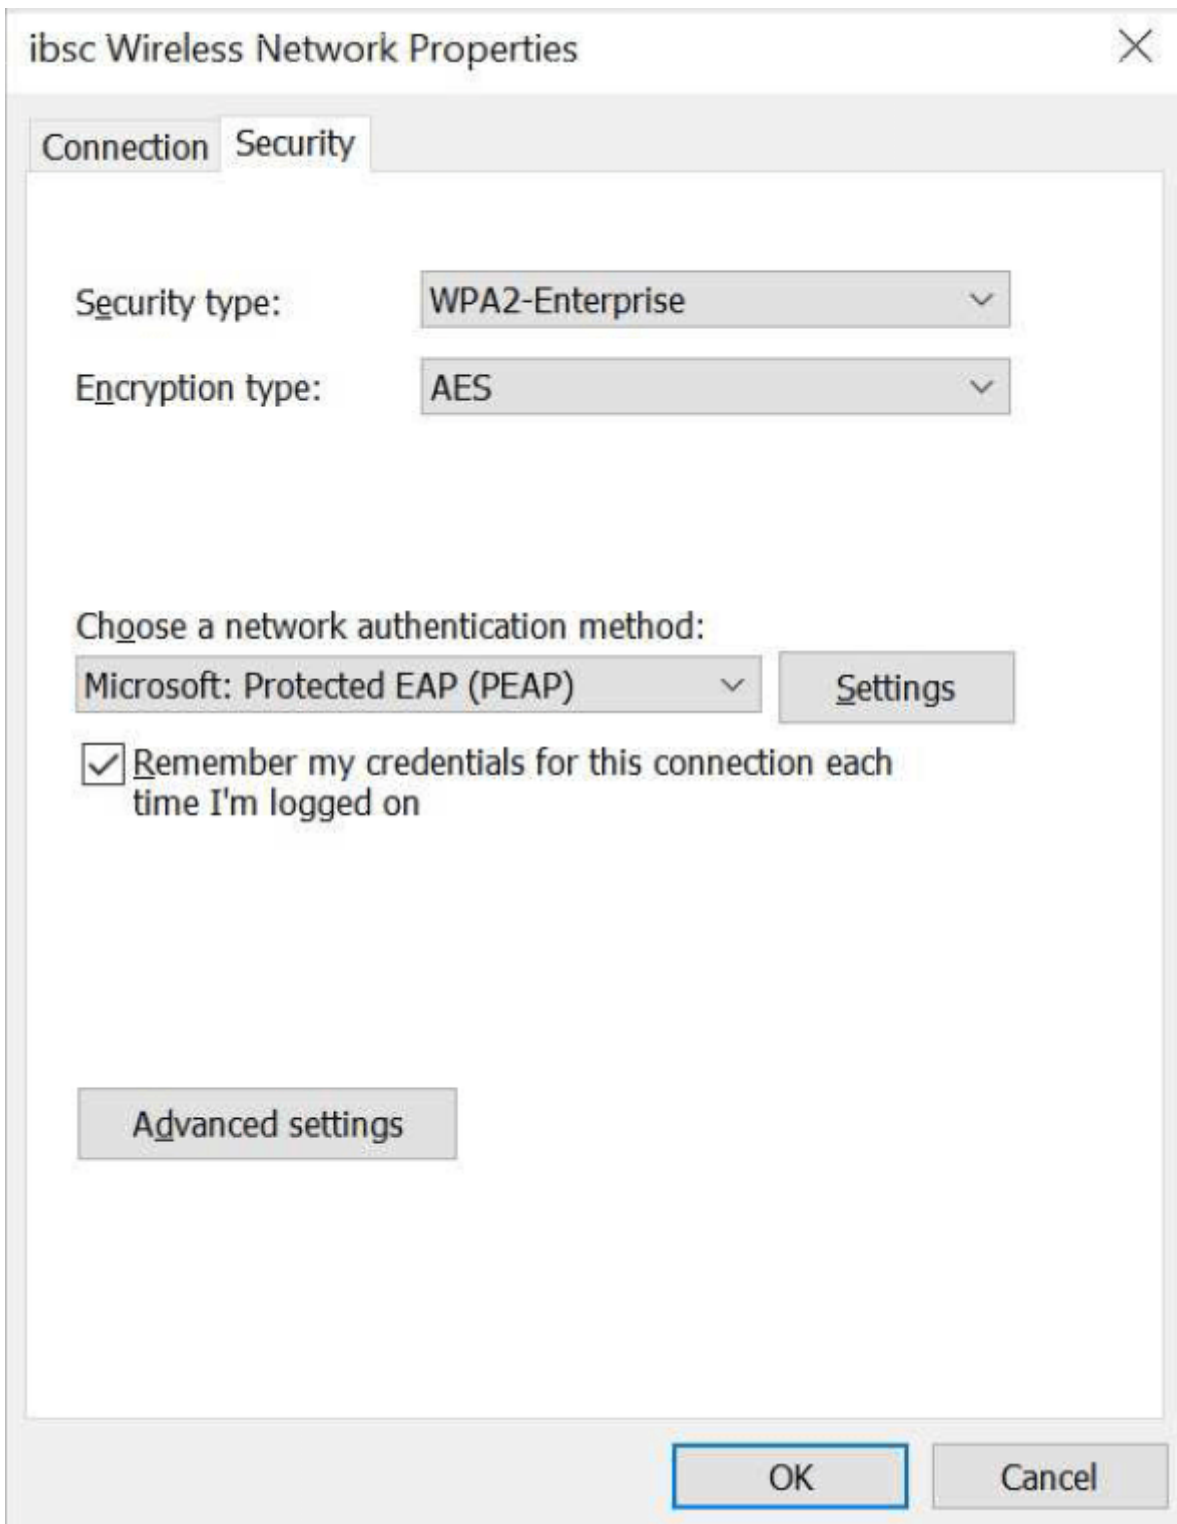 ibsc Wireless Network Properties
Connection Security
Security type: WPA2-Enterprise
Encryption type: AES
Choose a network authentication method:
Microsoft: Protected EAP (PEAP) Settings
Remember my credentials for this connection each
time I'm logged on
Advanced settings
OK Cancel